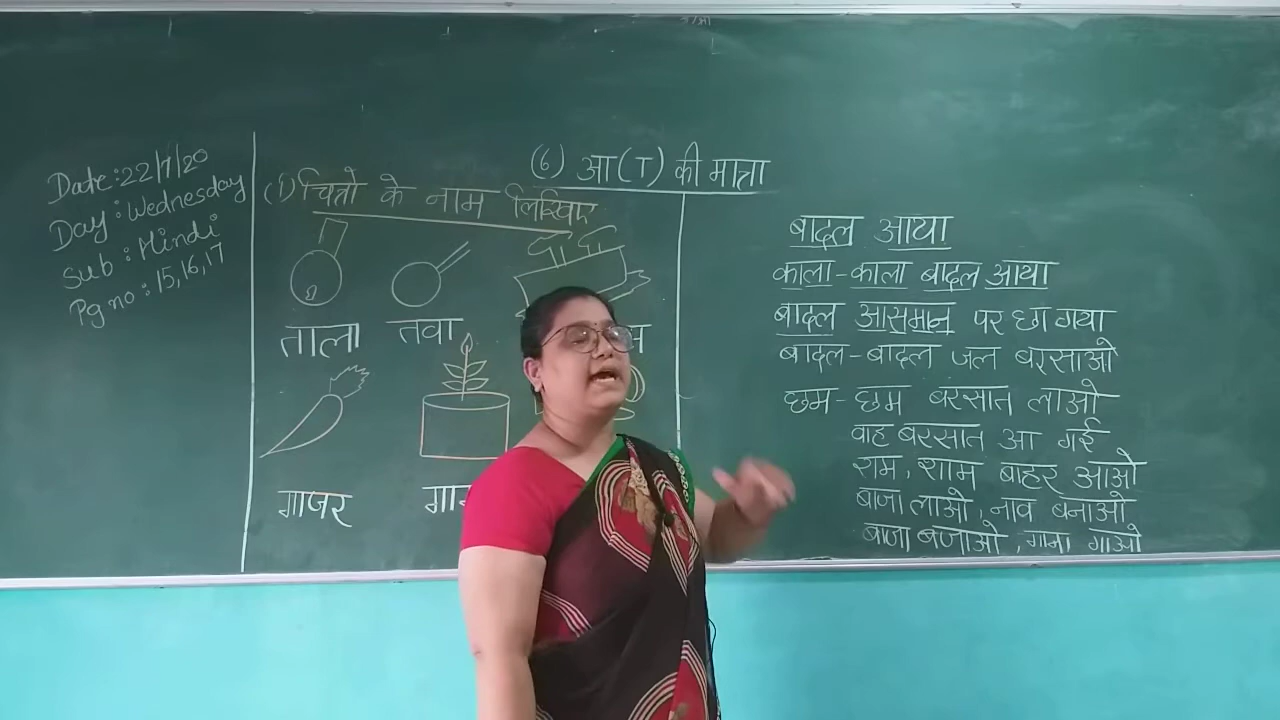 Date:22/7/20
Day:Wednesday
Sub:Hindi
Pg no:15,16,17
(6) आ(ा) की मात्रा
(i) चित्रो के नाम लिखिए
ताला तवा
गाजर
बादल आया
काला-काला बादल आया
बादल आसमान पर छा गया
बादल-बादल जल बरसाओ
छम-छम बरसात लाओ
वाह बरसात आ गई
राम, शाम बाहर आओ
बाजा लाओ, नाव बनाओ
बाजा बजाओ, गाना गाओ